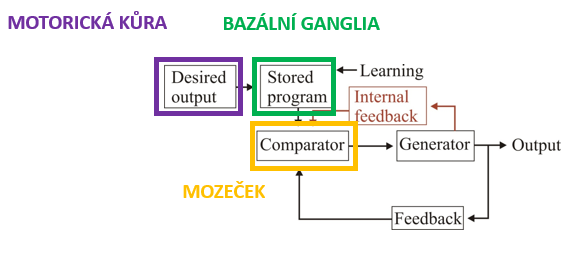 MOTORICKÁ KŮRA
BAZÁLNÍ GANGLIA
Desired
output
Stored
program
Learning
Internal
feedback
Comparator
Generator
Output
MOZEČEK
Feedback